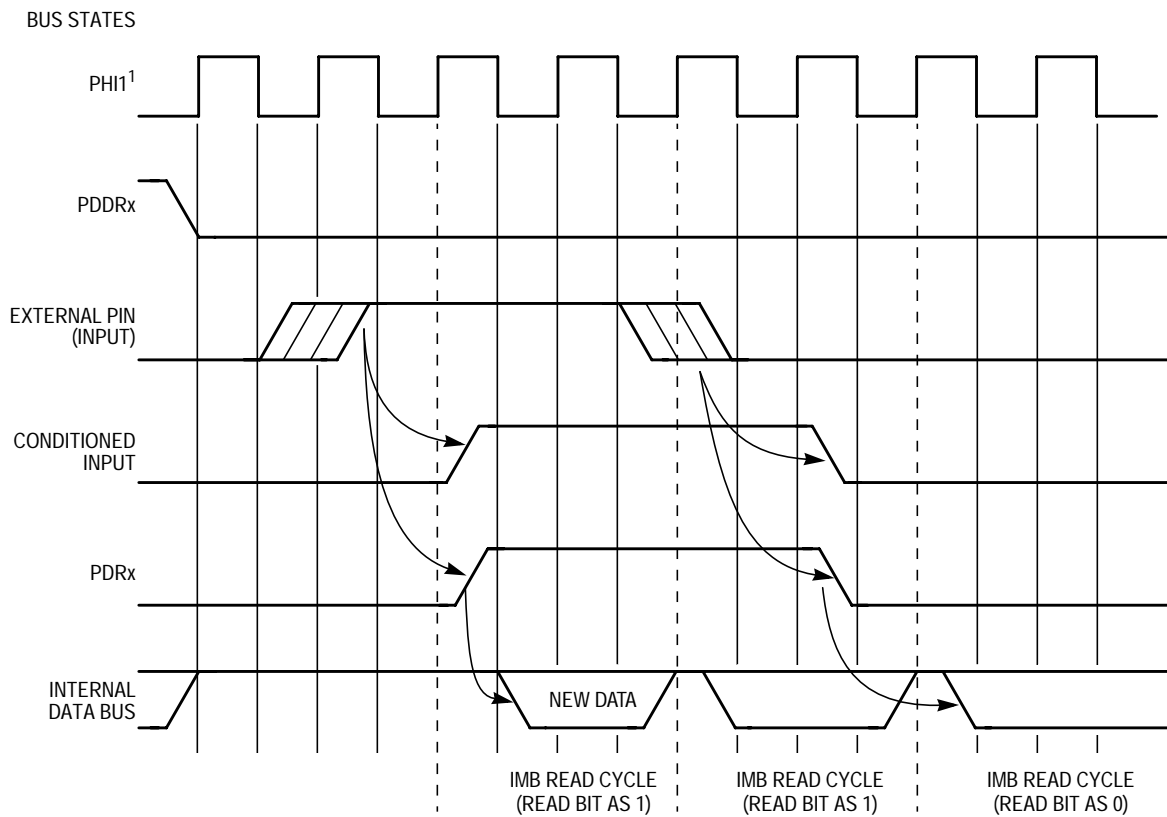 BUS STATES
PHI1¹
PDDRx
EXTERNAL PIN
(INPUT)
CONDITIONED
INPUT
PDRx
INTERNAL
DATA BUS
NEW DATA
IMB READ CYCLE
(READ BIT AS 1)
IMB READ CYCLE
(READ BIT AS 1)
IMB READ CYCLE
(READ BIT AS 0)